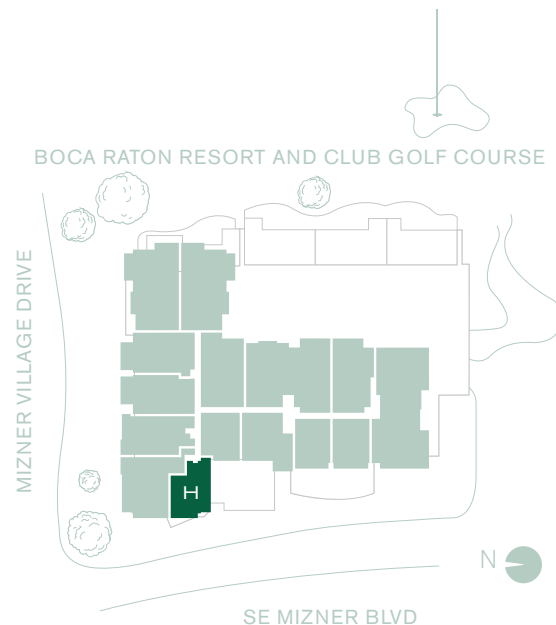 BOCA RATON RESORT AND CLUB GOLF COURSE
MIZNER VILLAGE DRIVE
H
N
SE MIZNER BLVD